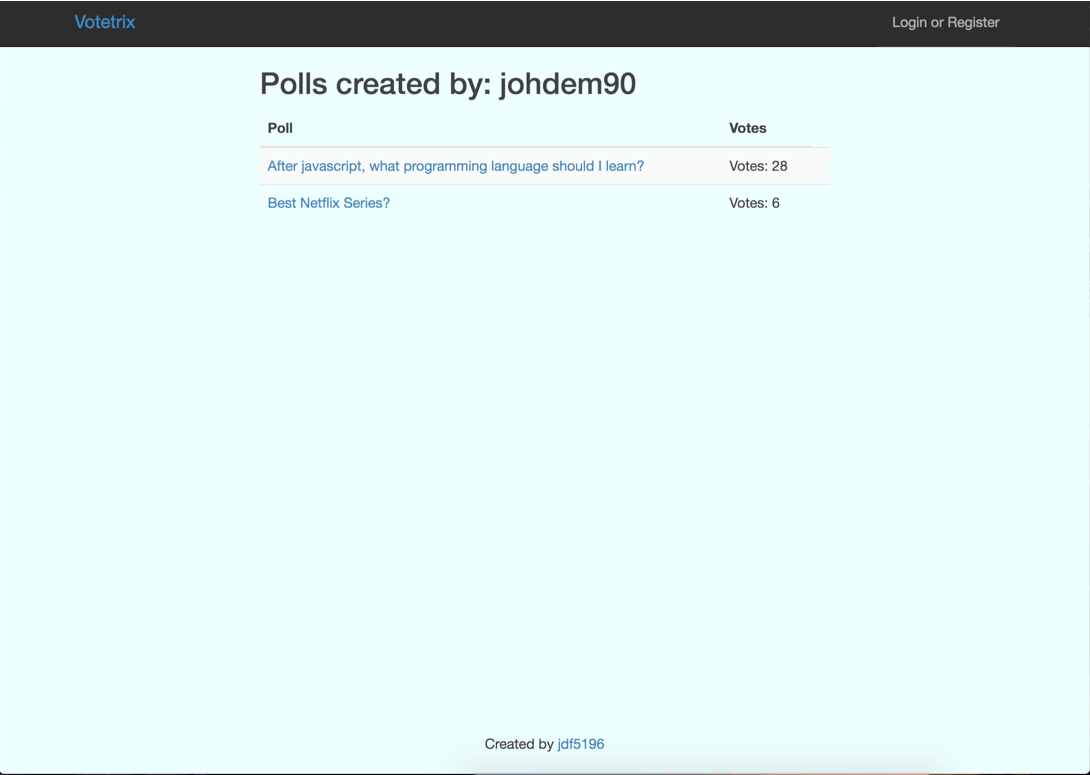 Votetrix Login or Register
Polls created by: johdem90
Poll Votes
After javascript, what programming language should I learn? Votes: 28
Best Netflix Series? Votes: 6
Created by jdf5196